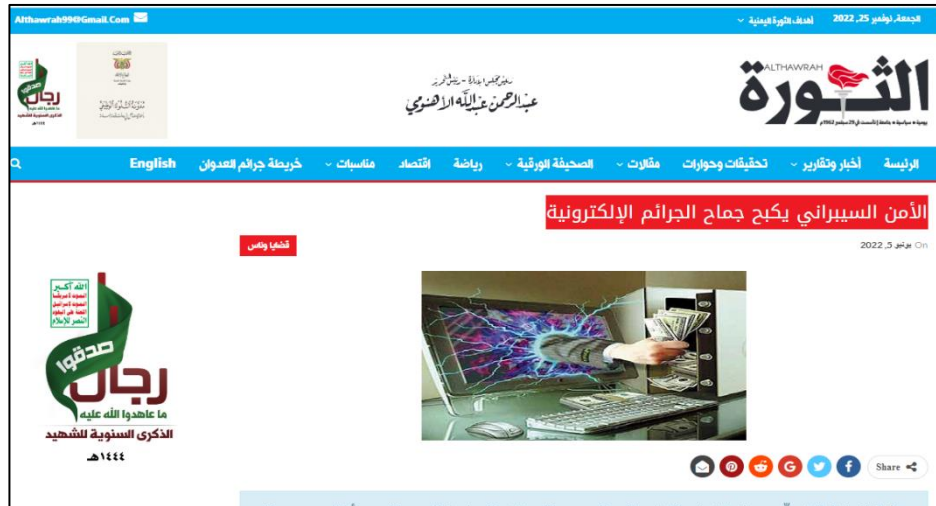 الجمعة, نوفمبر 25, 2022
أهداف الثورة اليمنية
Althawrah99@Gmail.Com
الثورة
ALTHAWRAH
عبدالرحمن عبدالله الأهنومي
رجال
صدقوا
الرئيسة
أخبار وتقارير
تحقيقات وحوارات
مقالات
الصحيفة الورقية
رياضة
اقتصاد
مناسبات
خريطة جرائم العدوان
English
الأمن السيبراني يكبح جماح الجرائم الإلكترونية
On يونيو 5, 2022
قضايا وناس
الله أكبر
الموت لأمريكا
الموت لإسرائيل
اللعنة على اليهود
النصر للإسلام
رجال
صدقوا
ما عاهدوا الله عليه
الذكرى السنوية للشهيد
١٤٤٤هـ
Share